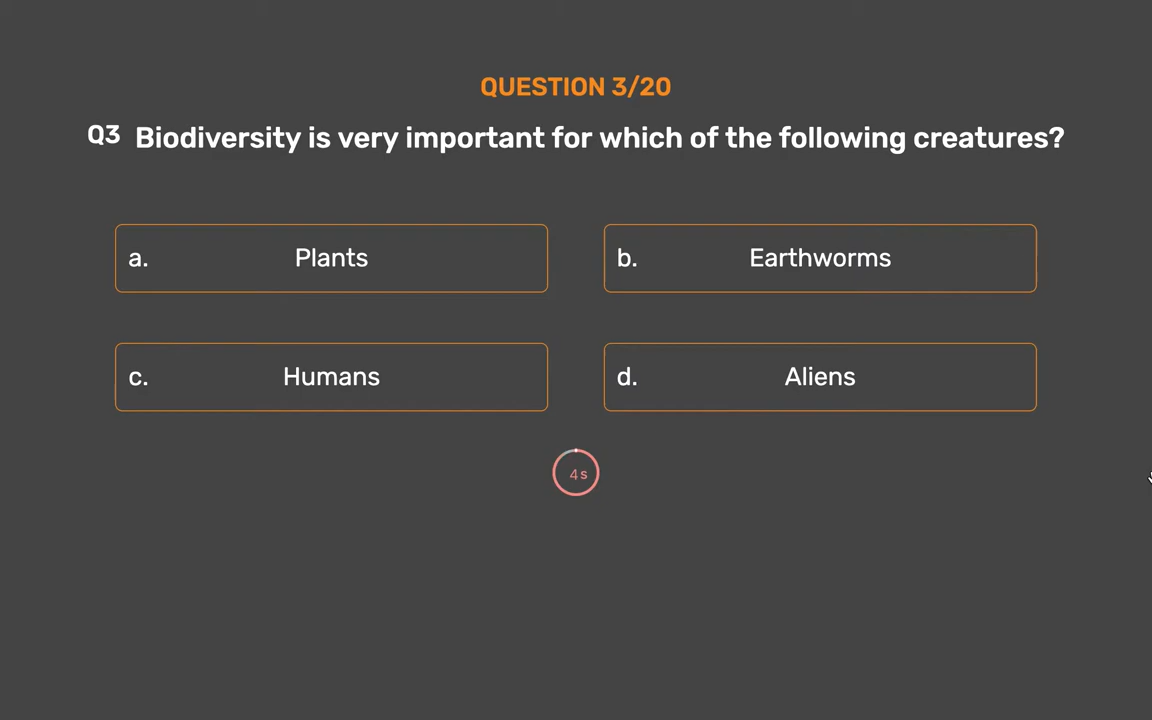 QUESTION 3/20
Q3 Biodiversity is very important for which of the following creatures?
a. Plants
b. Earthworms
c. Humans
d. Aliens
4s